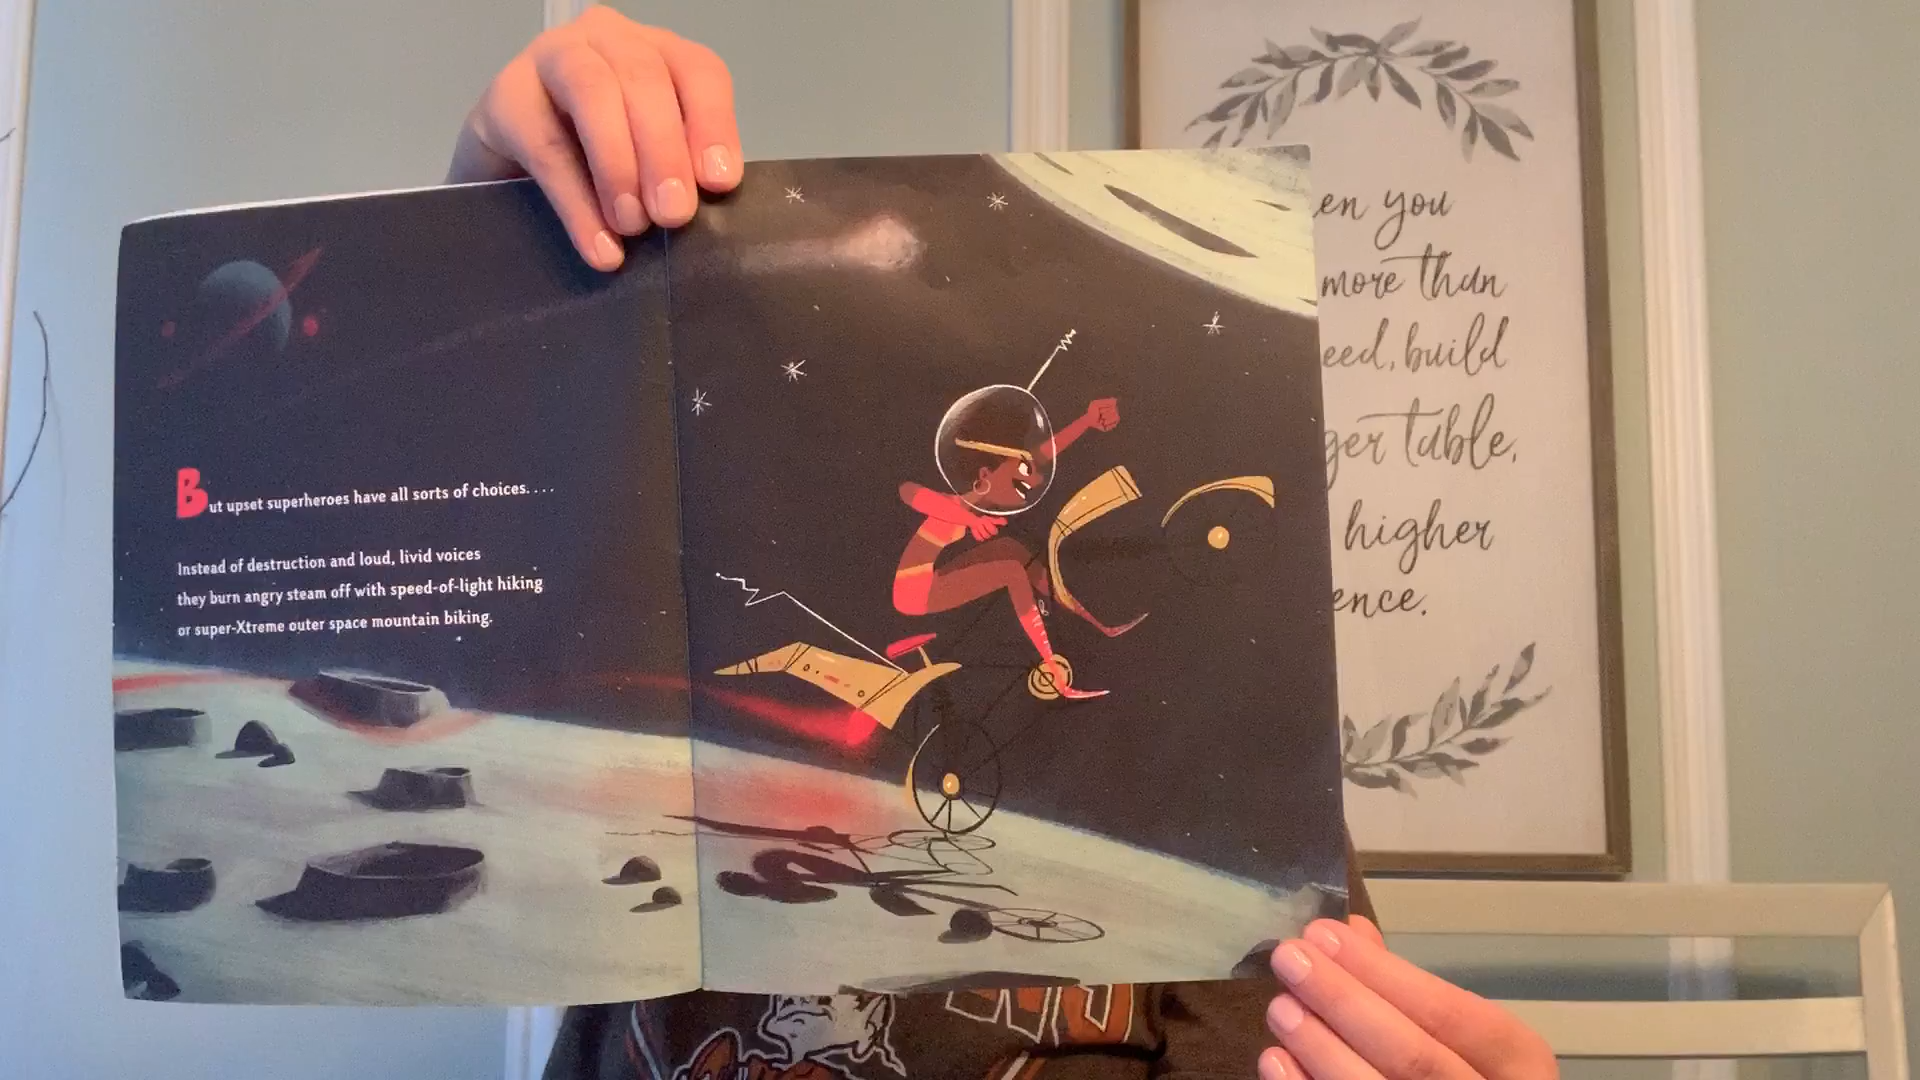 But upset superheroes have all sorts of choices....
Instead of destruction and loud, livid voices
they burn angry steam off with speed-of-light hiking
or super-Xtreme outer space mountain biking.
en you
more than
eed, build
ger table,
higher
ence.